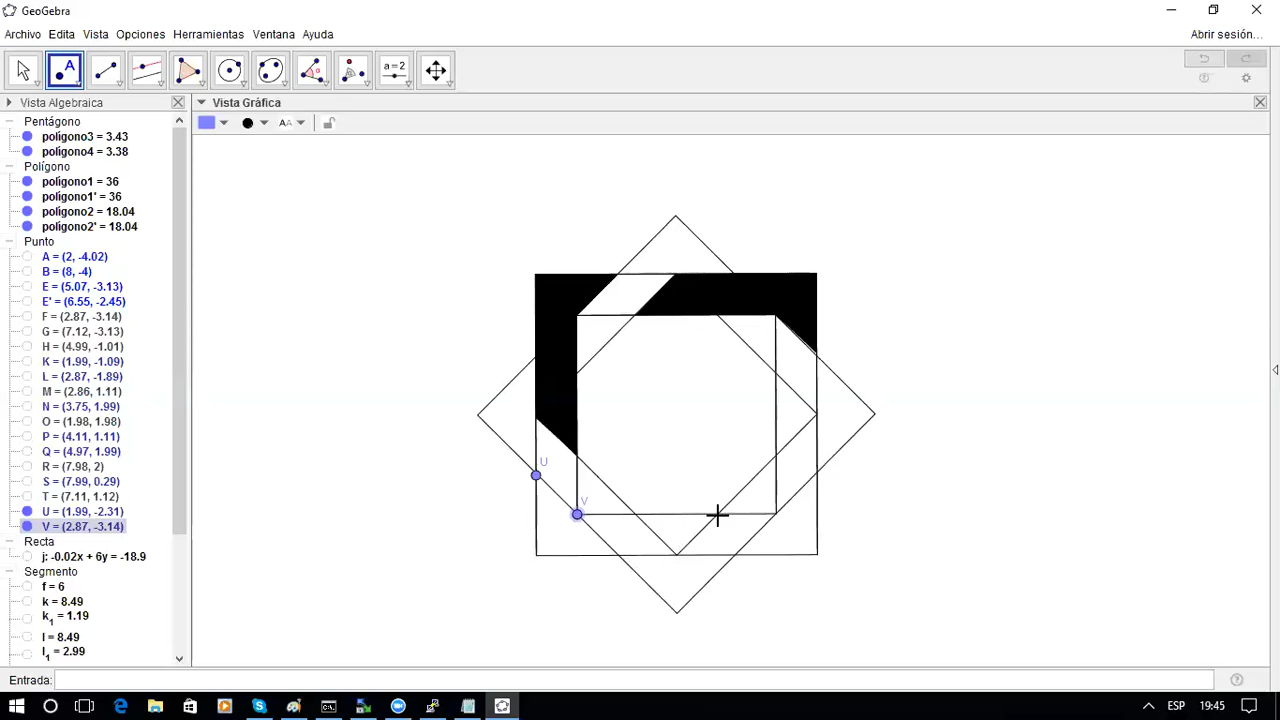 GeoGebra
Archivo Edita Vista Opciones Herramientas Ventana Ayuda
Abrir sesión...
A
α
a = 2
Vista Algebraica
Vista Gráfica
AA
Pentágono
polígono3 = 3.43
polígono4 = 3.38
Polígono
polígono1 = 36
polígono1' = 36
polígono2 = 18.04
polígono2' = 18.04
Punto
A = (2, -4.02)
B = (8, -4)
E = (5.07, -3.13)
E' = (6.55, -2.45)
F = (2.87, -3.14)
G = (7.12, -3.13)
H = (4.99, -1.01)
K = (1.99, -1.09)
L = (2.87, -1.89)
M = (2.86, 1.11)
N = (3.75, 1.99)
O = (1.98, 1.98)
P = (4.11, 1.11)
Q = (4.97, 1.99)
R = (7.98, 2)
S = (7.99, 0.29)
T = (7.11, 1.12)
U = (1.99, -2.31)
V = (2.87, -3.14)
Recta
j: -0.02x + 6y = -18.9
Segmento
f = 6
k = 8.49
k1 = 1.19
l = 8.49
l1 = 2.99
U
V
Entrada:
ESP 19:45